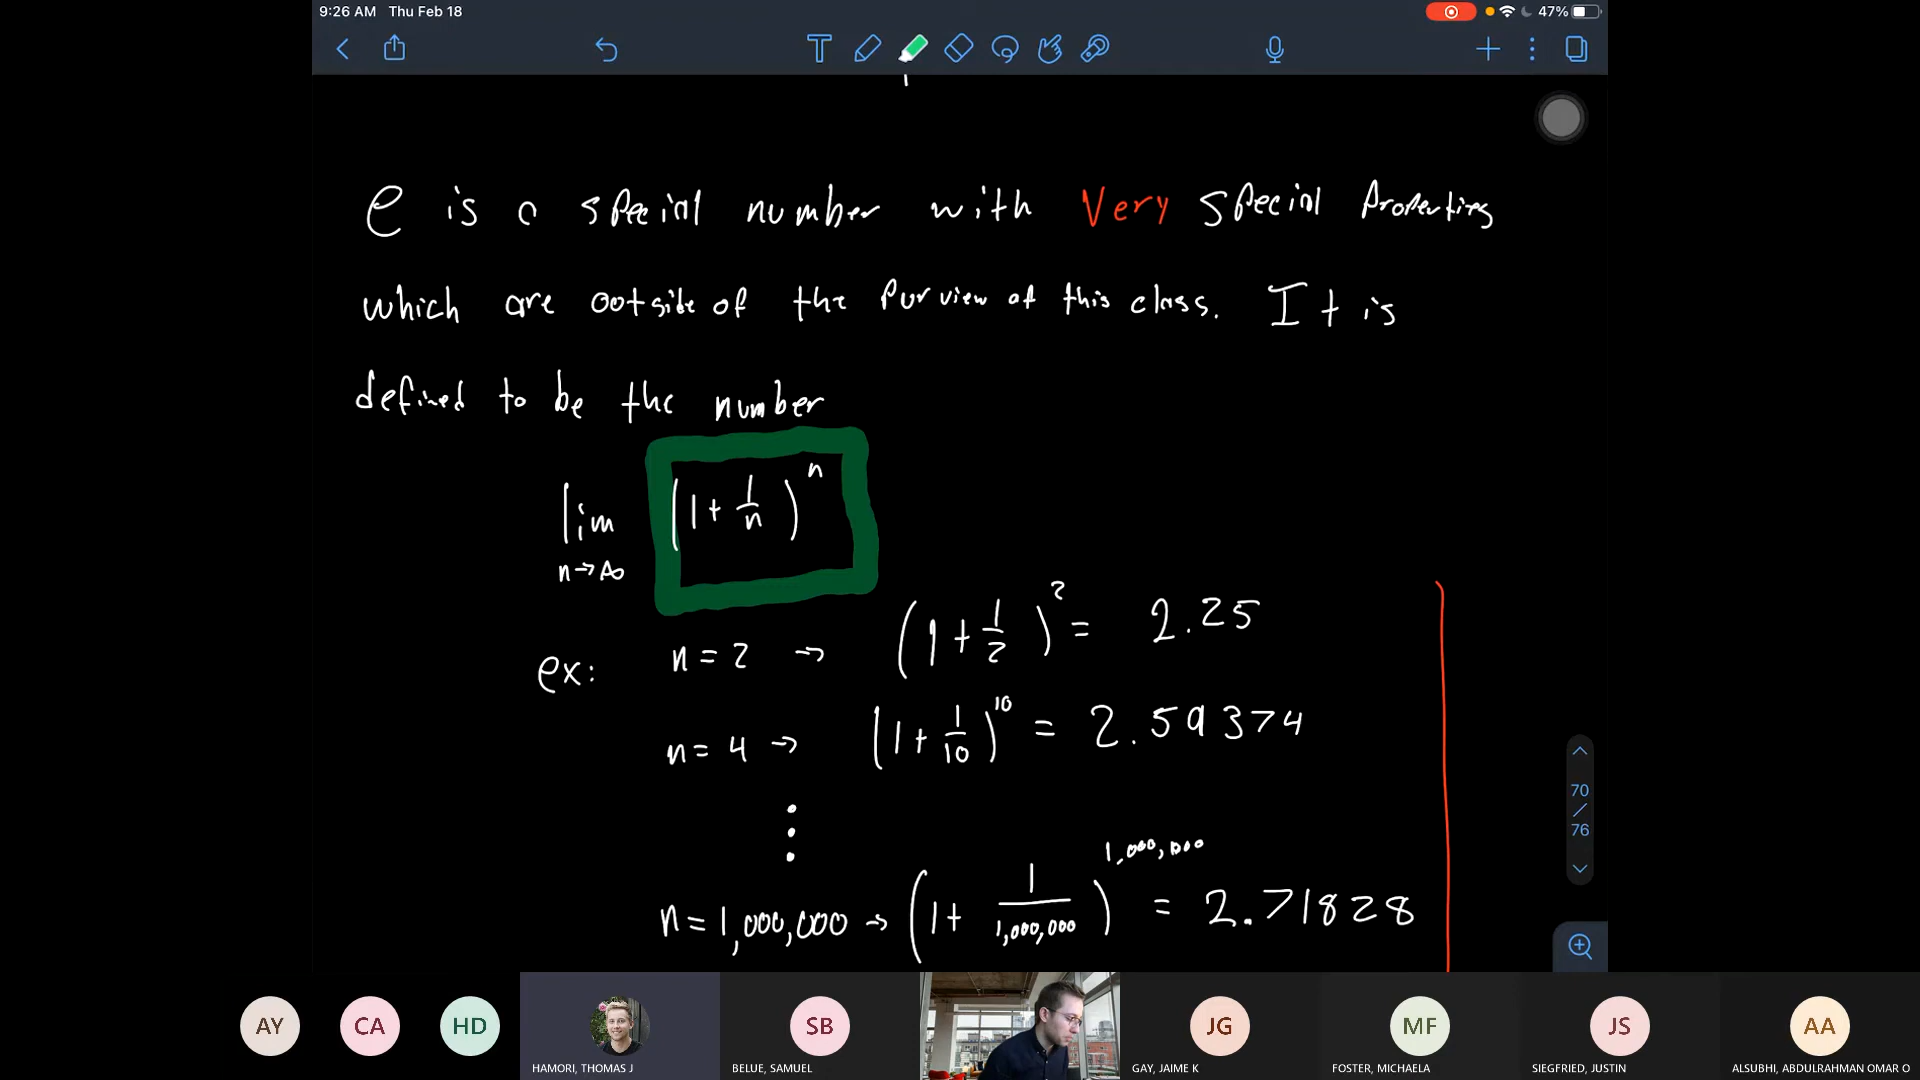 9:26 AM Thu Feb 18
47%
T
e is a special number with Very special Properties
which are outside of the Purview of this class. It is
defined to be the number
lim n→∞ (1 + 1/n)^n
ex: n = 2 → (1 + 1/2)^2 = 2.25
n = 4 → (1 + 1/10)^10 = 2.59374
⋮
n = 1,000,000 → (1 + 1/1,000,000)^1,000,000 = 2.71828
70
/
76
AY
CA
HD
SB
JG
MF
JS
AA
HAMORI, THOMAS J
BELUE, SAMUEL
GAY, JAIME K
FOSTER, MICHAELA
SIEGFRIED, JUSTIN
ALSUBHI, ABDULRAHMAN OMAR O